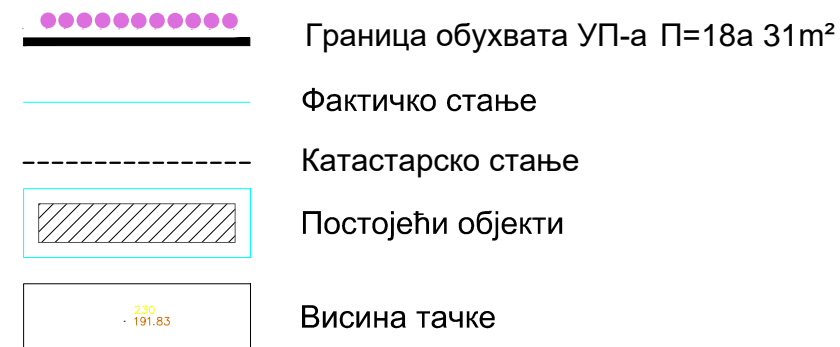 Граница обухвата УП-а П=18а 31m²
Фактичко стање
Катастарско стање
Постојећи објекти
230
191.83
Висина тачке